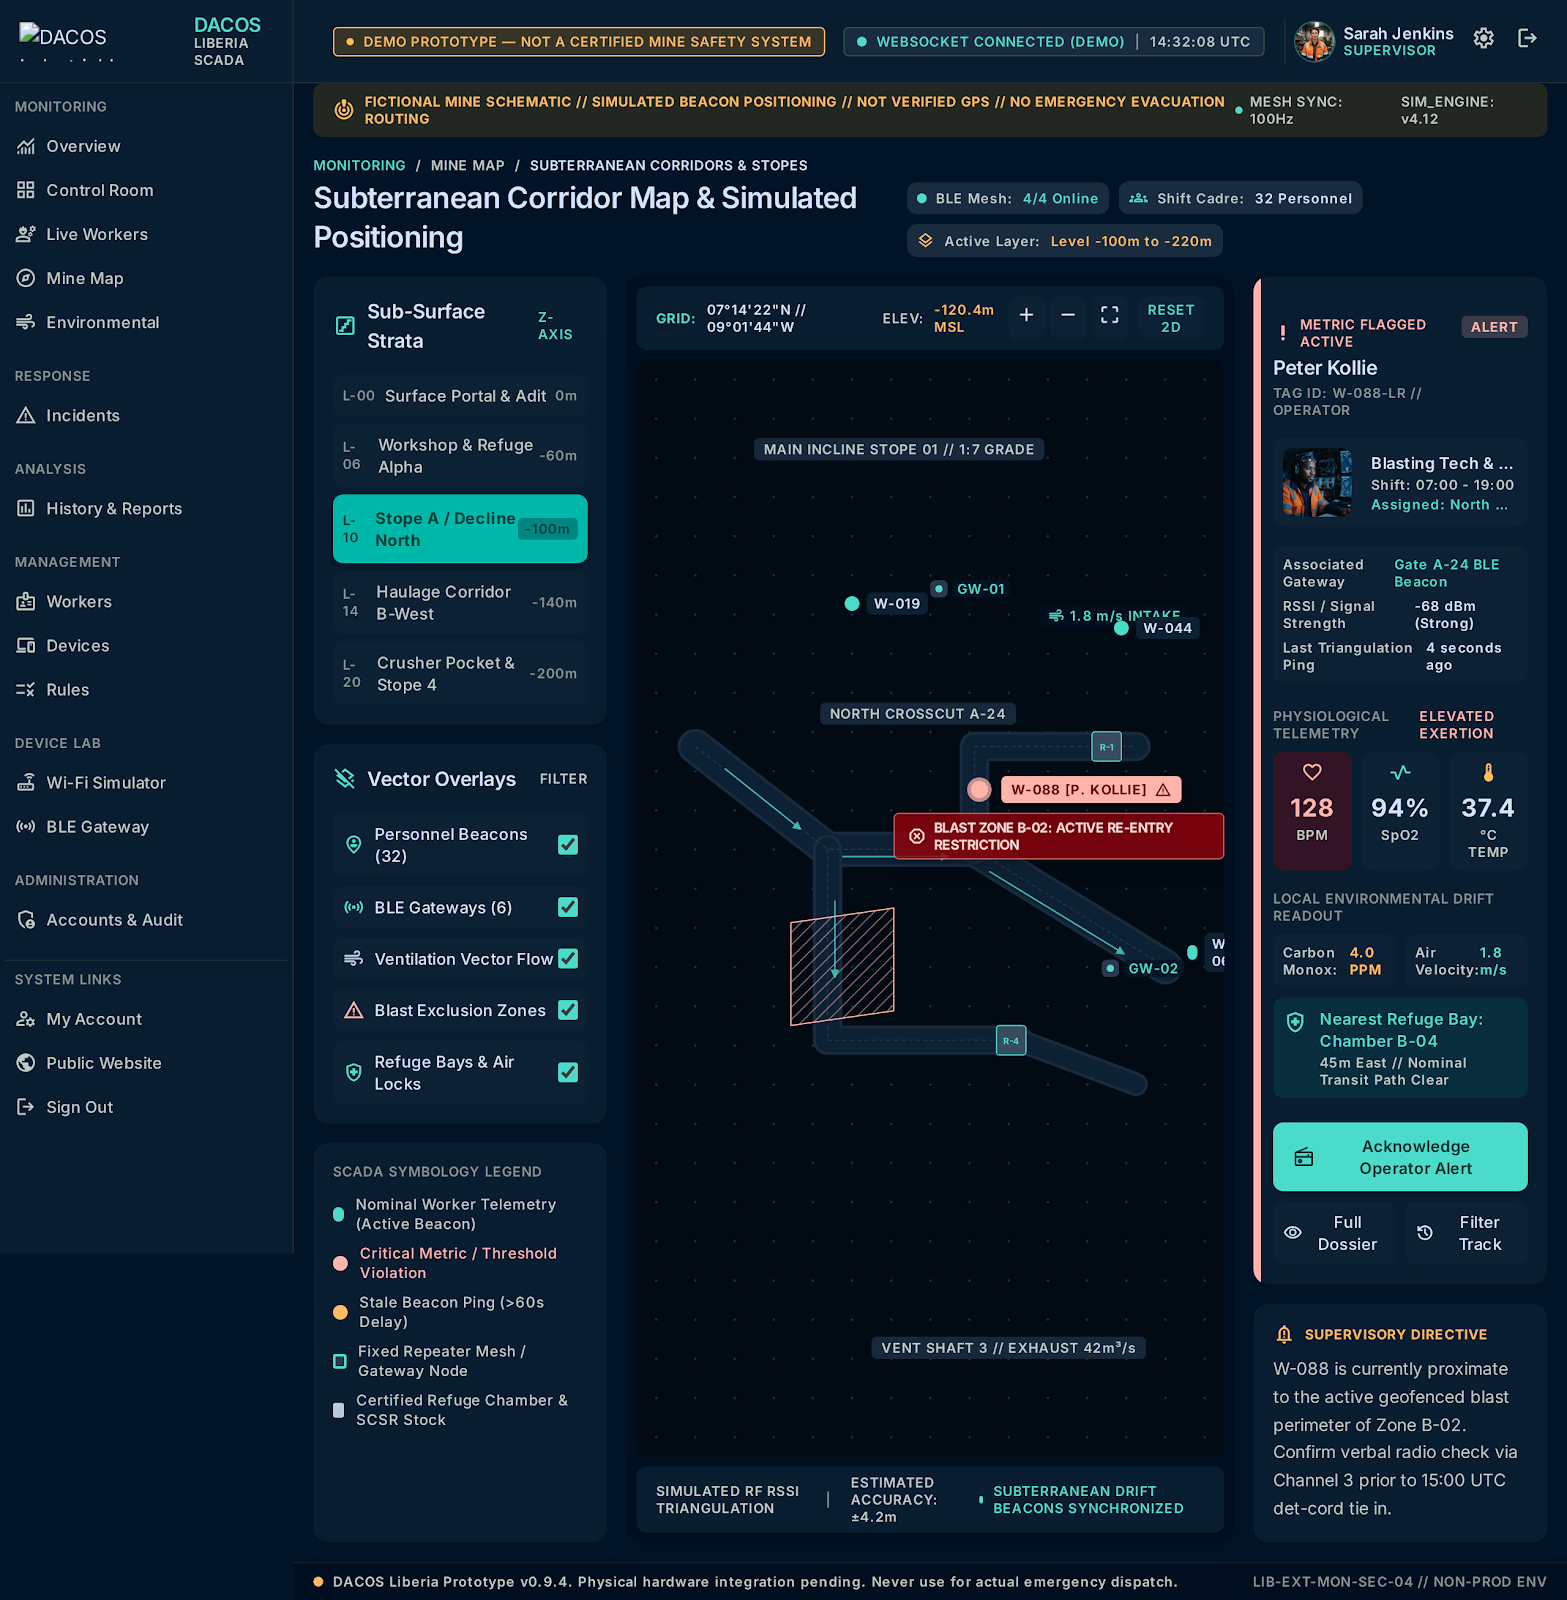 DACOS
DACOS
LIBERIA
SCADA
DEMO PROTOTYPE — NOT A CERTIFIED MINE SAFETY SYSTEM
WEBSOCKET CONNECTED (DEMO) | 14:32:08 UTC
Sarah Jenkins
SUPERVISOR
MONITORING
Overview
Control Room
Live Workers
Mine Map
Environmental
RESPONSE
Incidents
ANALYSIS
History & Reports
MANAGEMENT
Workers
Devices
Rules
DEVICE LAB
Wi-Fi Simulator
BLE Gateway
ADMINISTRATION
Accounts & Audit
SYSTEM LINKS
My Account
Public Website
Sign Out
FICTIONAL MINE SCHEMATIC // SIMULATED BEACON POSITIONING // NOT VERIFIED GPS // NO EMERGENCY EVACUATION
ROUTING
MESH SYNC:
100Hz
SIM_ENGINE:
v4.12
MONITORING / MINE MAP / SUBTERRANEAN CORRIDORS & STOPES
Subterranean Corridor Map & Simulated
Positioning
BLE Mesh: 4/4 Online
Shift Cadre: 32 Personnel
Active Layer: Level -100m to -220m
Sub-Surface
Strata
Z-
AXIS
L-00 Surface Portal & Adit 0m
L-
06
Workshop & Refuge
Alpha
-60m
L-
10
Stope A / Decline
North
-100m
L-
14
Haulage Corridor
B-West
-140m
L-
20
Crusher Pocket &
Stope 4
-200m
Vector Overlays FILTER
Personnel Beacons
(32)
BLE Gateways (6)
Ventilation Vector Flow
Blast Exclusion Zones
Refuge Bays & Air
Locks
SCADA SYMBOLOGY LEGEND
Nominal Worker Telemetry
(Active Beacon)
Critical Metric / Threshold
Violation
Stale Beacon Ping (>60s
Delay)
Fixed Repeater Mesh /
Gateway Node
Certified Refuge Chamber &
SCSR Stock
GRID:
07°14'22"N //
09°01'44"W
ELEV:
-120.4m
MSL
RESET
2D
MAIN INCLINE STOPE 01 // 1:7 GRADE
W-019
GW-01
1.8 m/s INTAKE
W-044
NORTH CROSSCUT A-24
R-1
W-088 [P. KOLLIE]
BLAST ZONE B-02: ACTIVE RE-ENTRY
RESTRICTION
GW-02
R-4
VENT SHAFT 3 // EXHAUST 42m³/s
SIMULATED RF RSSI
TRIANGULATION
|
ESTIMATED
ACCURACY:
±4.2m
SUBTERRANEAN DRIFT
BEACONS SYNCHRONIZED
METRIC FLAGGED
ACTIVE
ALERT
Peter Kollie
TAG ID: W-088-LR //
OPERATOR
Blasting Tech & ...
Shift: 07:00 - 19:00
Assigned: North ...
Associated
Gateway
Gate A-24 BLE
Beacon
RSSI / Signal
Strength
-68 dBm
(Strong)
Last Triangulation
Ping
4 seconds
ago
PHYSIOLOGICAL
TELEMETRY
ELEVATED
EXERTION
128
BPM
94%
SpO2
37.4
°C
TEMP
LOCAL ENVIRONMENTAL DRIFT
READOUT
Carbon
Monox:
4.0
PPM
Air
Velocity:
1.8
m/s
Nearest Refuge Bay:
Chamber B-04
45m East // Nominal
Transit Path Clear
Acknowledge
Operator Alert
Full
Dossier
Filter
Track
SUPERVISORY DIRECTIVE
W-088 is currently proximate
to the active geofenced blast
perimeter of Zone B-02.
Confirm verbal radio check via
Channel 3 prior to 15:00 UTC
det-cord tie in.
DACOS Liberia Prototype v0.9.4. Physical hardware integration pending. Never use for actual emergency dispatch.
LIB-EXT-MON-SEC-04 // NON-PROD ENV